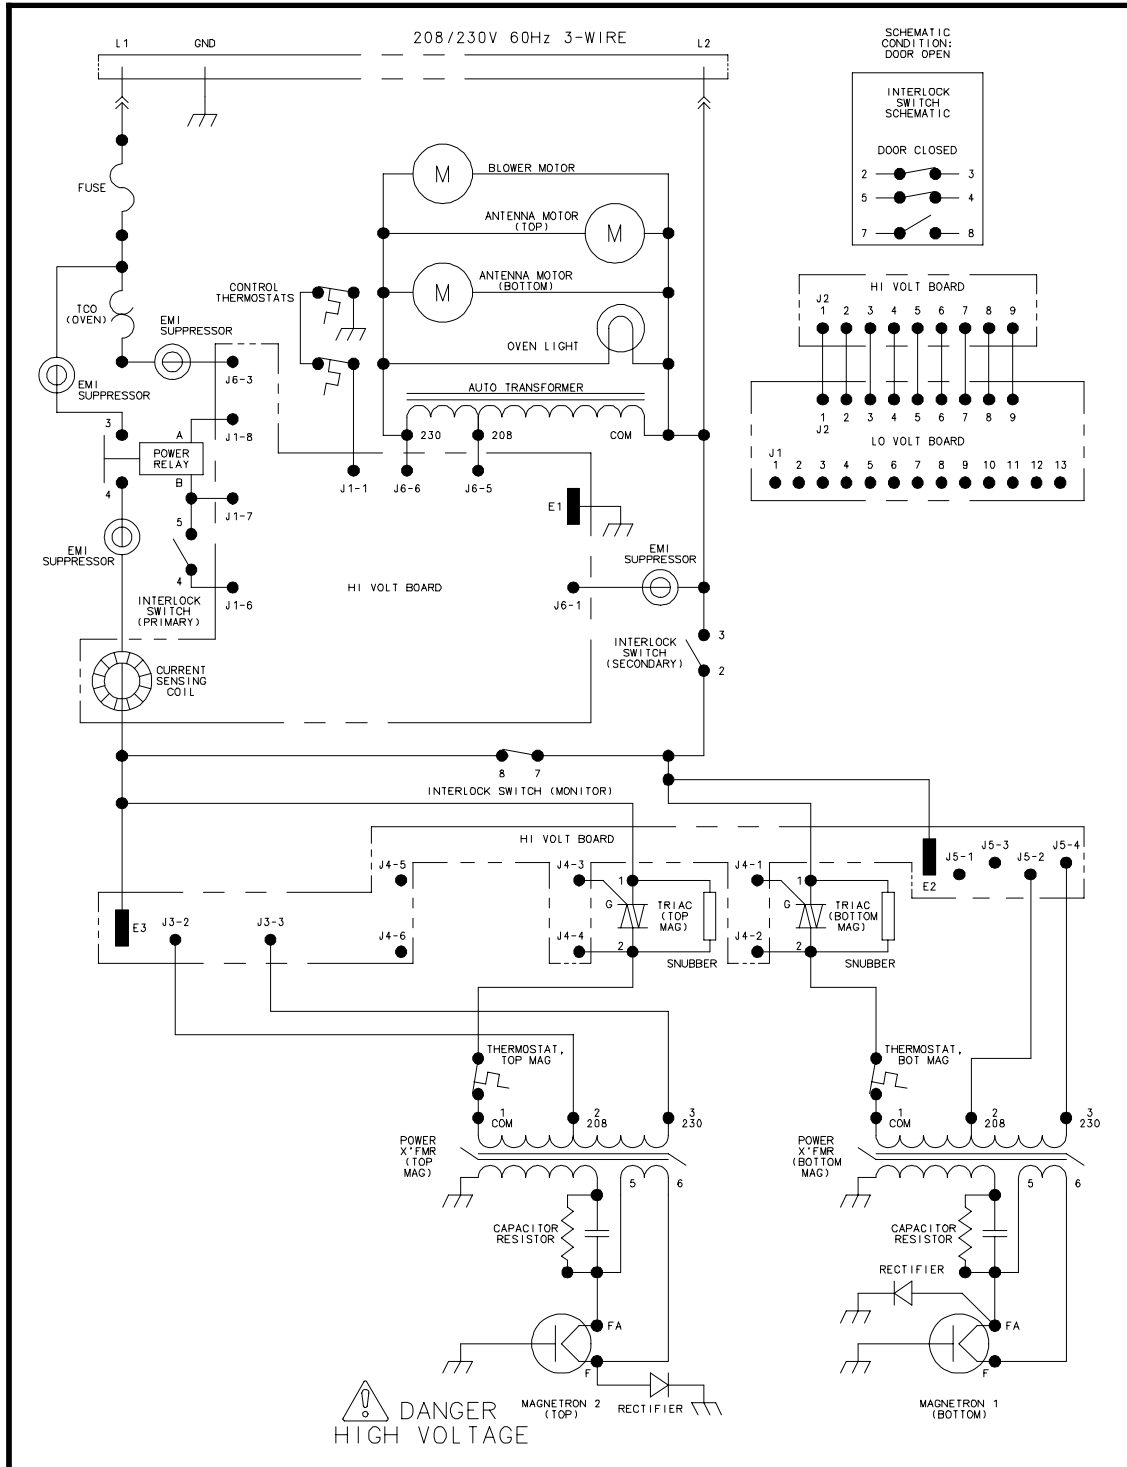 L1
GND
208/230V 60Hz 3-WIRE
L2
SCHEMATIC
CONDITION:
DOOR OPEN
INTERLOCK
SWITCH
SCHEMATIC
DOOR CLOSED
2 3
5 4
7 8
FUSE
M
BLOWER MOTOR
ANTENNA MOTOR
(TOP)
M
ANTENNA MOTOR
(BOTTOM)
M
CONTROL
THERMOSTATS
OVEN LIGHT
TCO
(OVEN)
EMI
SUPPRESSOR
J6-3
EMI
SUPPRESSOR
AUTO TRANSFORMER
230
208
COM
3
A
J1-8
POWER
RELAY
B
4
J1-7
J1-1
J6-6
J6-5
HI VOLT BOARD
J2
1 2 3 4 5 6 7 8 9
1 2 3 4 5 6 7 8 9
J2
LO VOLT BOARD
J1
1 2 3 4 5 6 7 8 9 10 11 12 13
E1
5
EMI
SUPPRESSOR
4
J1-6
INTERLOCK
SWITCH
(PRIMARY)
HI VOLT BOARD
J6-1
EMI
SUPPRESSOR
3
INTERLOCK
SWITCH
(SECONDARY)
2
CURRENT
SENSING
COIL
8 7
INTERLOCK SWITCH (MONITOR)
HI VOLT BOARD
J4-5
J4-3
1
G
TRIAC
(TOP
MAG)
J4-1
1
G
TRIAC
(BOTTOM
MAG)
E2
J5-1
J5-3
J5-2
J5-4
E3
J3-2
J3-3
J4-6
J4-4
2
SNUBBER
J4-2
2
SNUBBER
THERMOSTAT,
TOP MAG
THERMOSTAT,
BOT MAG
1
COM
2
208
3
230
1
COM
2
208
3
230
POWER
X'FMR
(TOP
MAG)
5
6
POWER
X'FMR
(BOTTOM
MAG)
5
6
CAPACITOR
RESISTOR
CAPACITOR
RESISTOR
RECTIFIER
FA
F
FA
F
MAGNETRON 2
(TOP)
RECTIFIER
MAGNETRON 1
(BOTTOM)
! DANGER
HIGH VOLTAGE